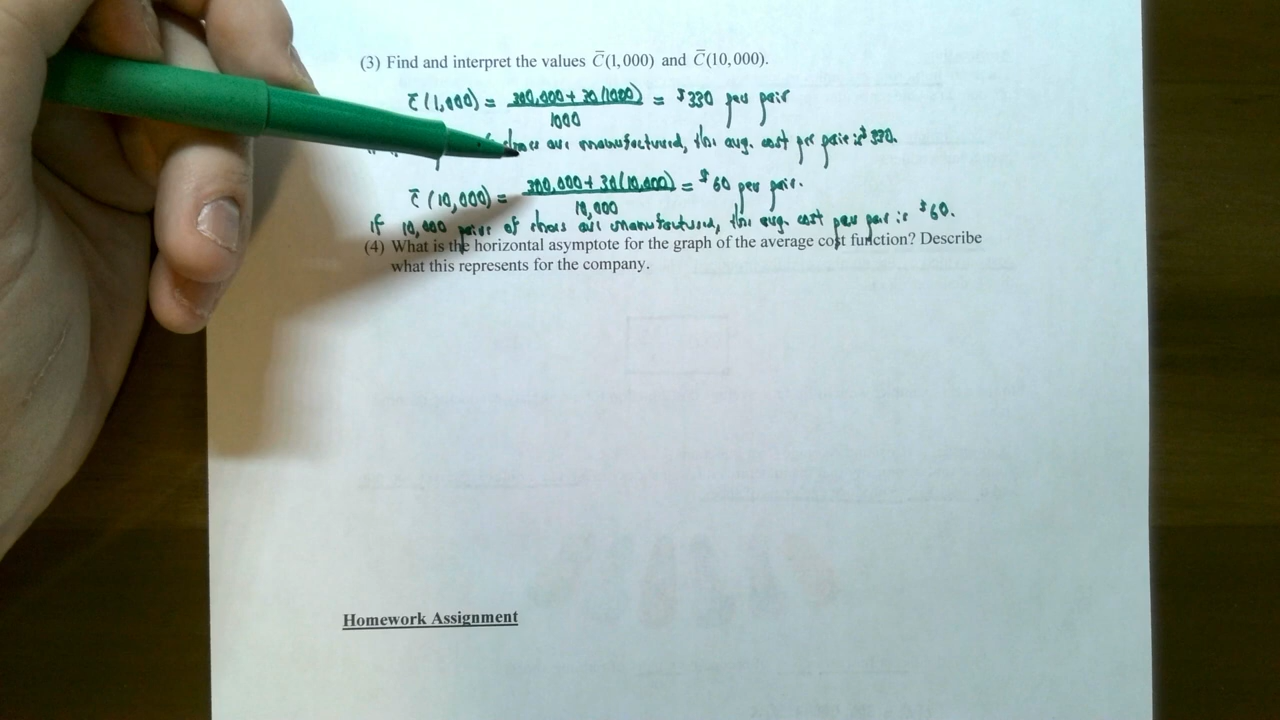 (3) Find and interpret the values C̅(1,000) and C̅(10,000).
C̅(1,000) = 300,000 + 30(1000) / 1000 = $330 per pair
shoes are manufactured, the avg. cost per pair is $330.
C̅(10,000) = 300,000 + 30(10,000) / 10,000 = $60 per pair.
If 10,000 pairs of shoes are manufactured, the avg. cost per pair is $60.
(4) What is the horizontal asymptote for the graph of the average cost function? Describe
what this represents for the company.
Homework Assignment